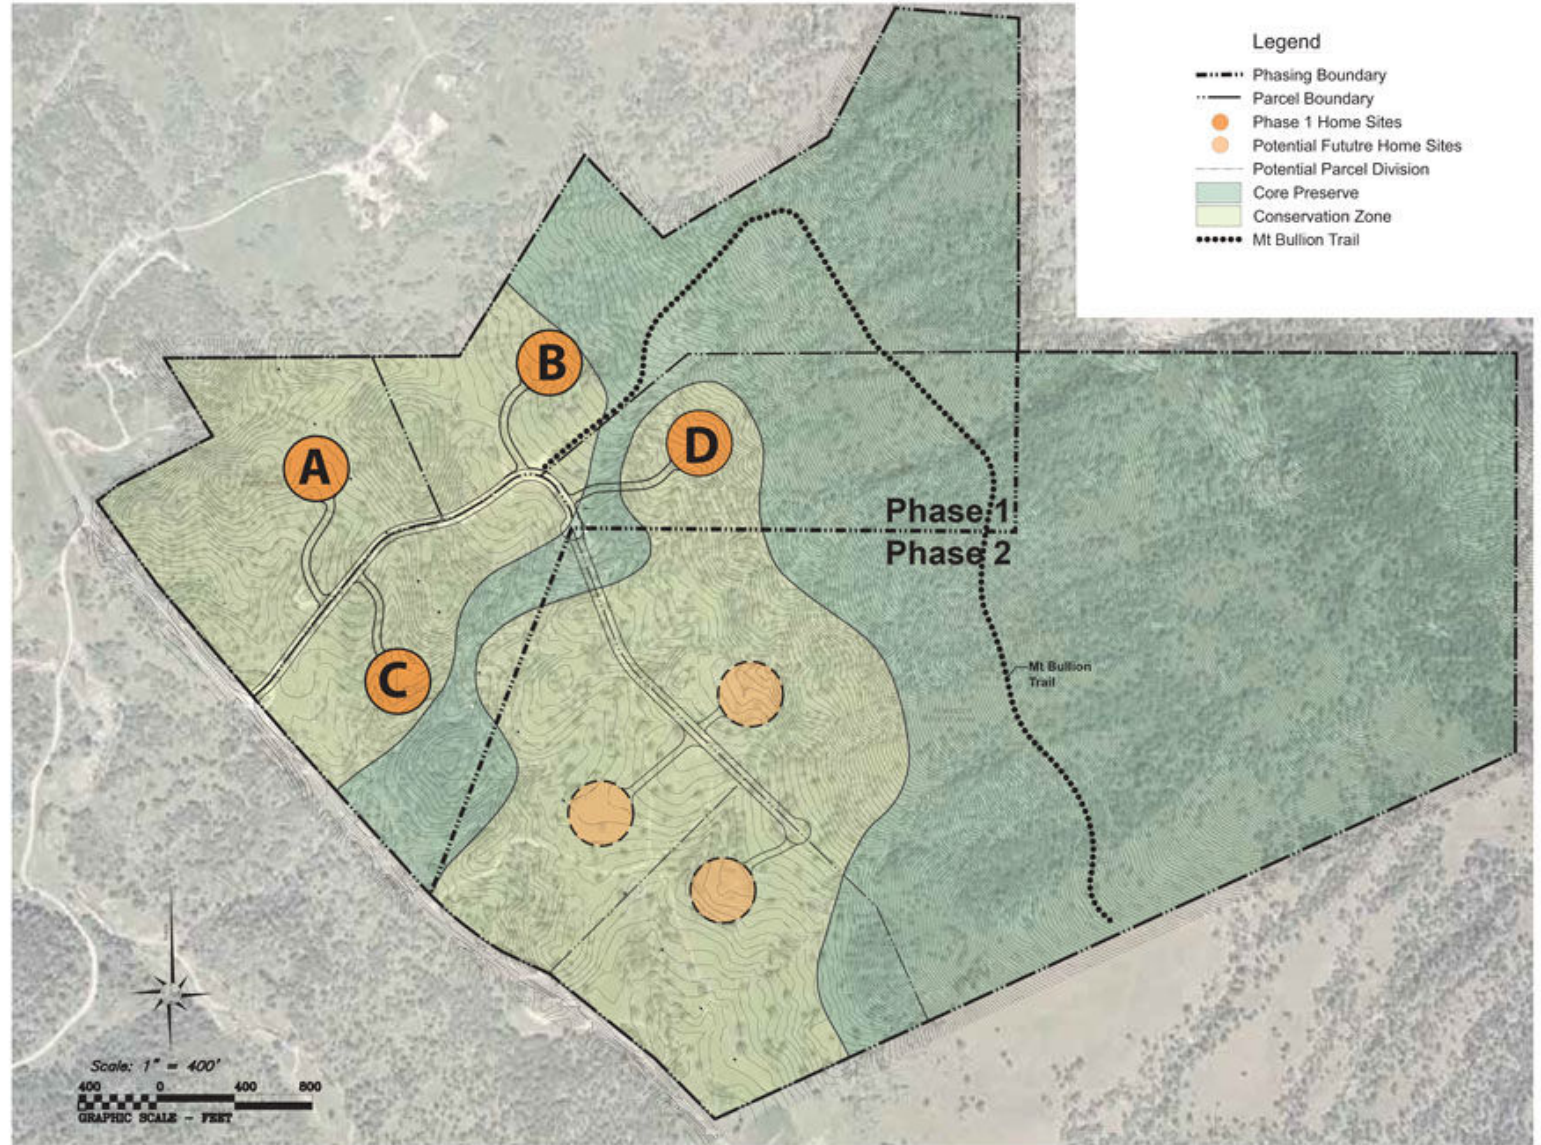 Legend
Phasing Boundary
Parcel Boundary
Phase 1 Home Sites
Potential Fututre Home Sites
Potential Parcel Division
Core Preserve
Conservation Zone
Mt Bullion Trail
B
D
A
Phase 1
Phase 2
C
Mt Bullion
Trail
Scale: 1" = 400'
400 0 400 800
GRAPHIC SCALE - FEET